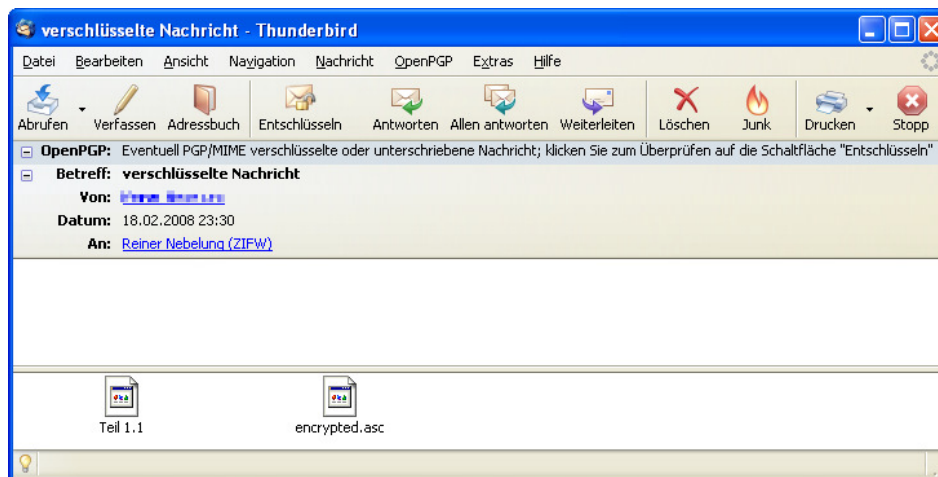 verschlüsselte Nachricht - Thunderbird
Datei Bearbeiten Ansicht Navigation Nachricht OpenPGP Extras Hilfe
Abrufen Verfassen Adressbuch Entschlüsseln Antworten Allen antworten Weiterleiten Löschen Junk Drucken Stopp
OpenPGP: Eventuell PGP/MIME verschlüsselte oder unterschriebene Nachricht; klicken Sie zum Überprüfen auf die Schaltfläche "Entschlüsseln"
Betreff: verschlüsselte Nachricht
Von:
Datum: 18.02.2008 23:30
An: Reiner Nebelung (ZIFW)
Teil 1.1 encrypted.asc